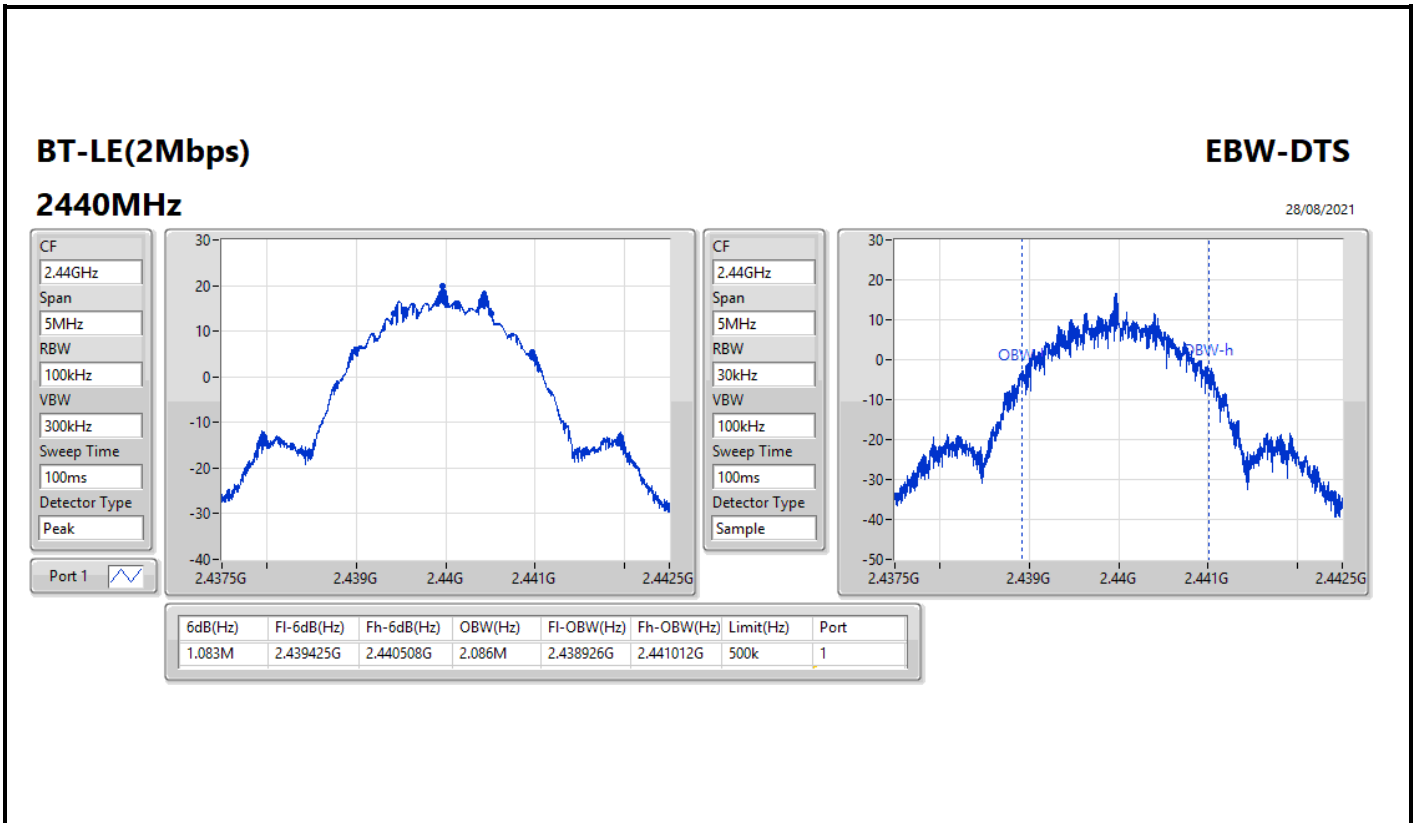 BT-LE(2Mbps)
EBW-DTS
2440MHz
28/08/2021
CF
2.44GHz
Span
5MHz
RBW
100kHz
VBW
300kHz
Sweep Time
100ms
Detector Type
Peak
Port 1
30
20
10
0
-10
-20
-30
-40
2.4375G 2.439G 2.44G 2.441G 2.4425G
CF
2.44GHz
Span
5MHz
RBW
30kHz
VBW
100kHz
Sweep Time
100ms
Detector Type
Sample
30
20
10
0
-10
-20
-30
-40
-50
OBW
OBW-h
2.4375G 2.439G 2.44G 2.441G 2.4425G
6dB(Hz) Fl-6dB(Hz) Fh-6dB(Hz) OBW(Hz) Fl-OBW(Hz) Fh-OBW(Hz) Limit(Hz) Port
1.083M 2.439425G 2.440508G 2.086M 2.438926G 2.441012G 500k 1